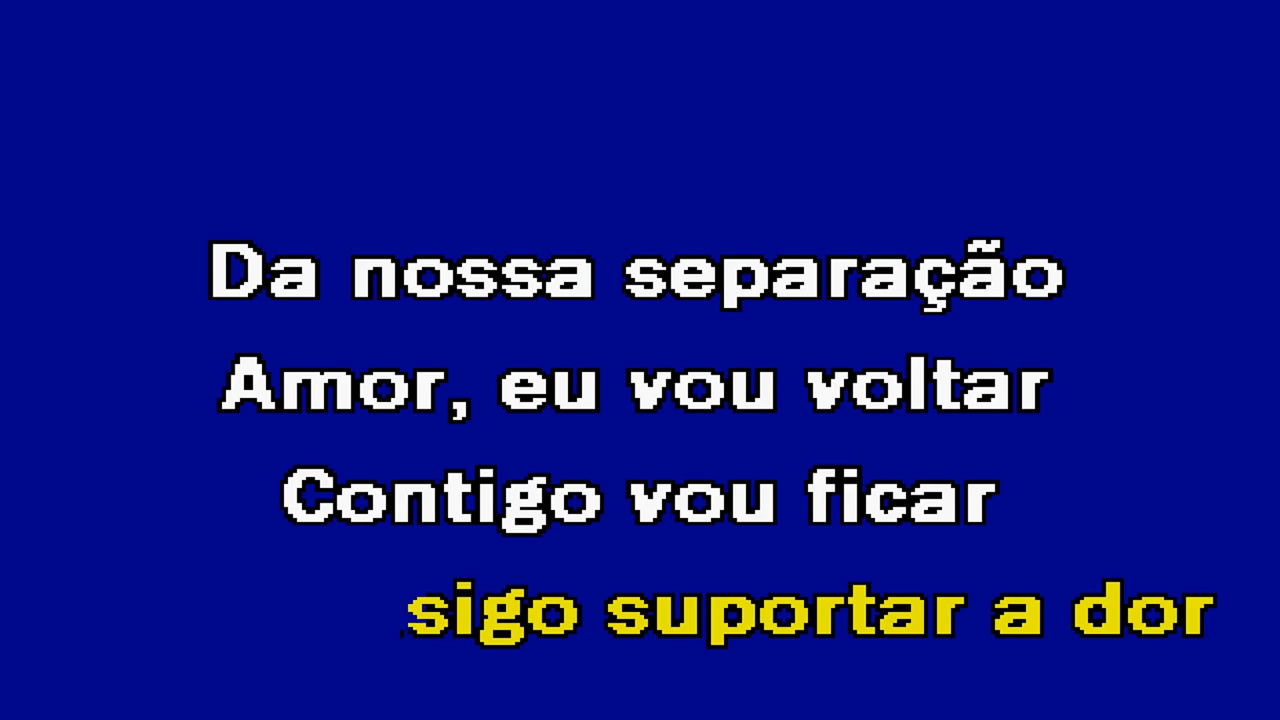 Da nossa separação
Amor, eu vou voltar
Contigo vou ficar
sigo suportar a dor